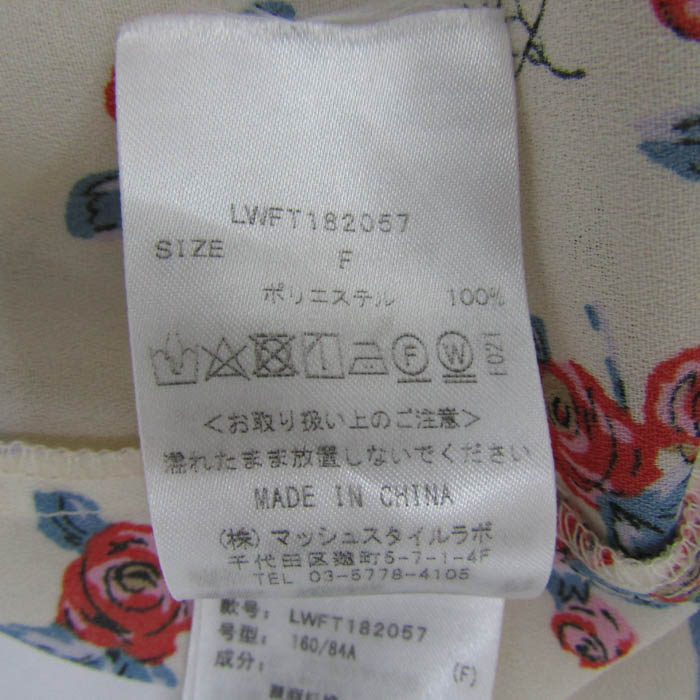 LWFT182057
SIZE F
ポリエステル 100%
F W 1021
<お取り扱い上のご注意>
濡れたまま放置しないでください
MADE IN CHINA
(株)マッシュスタイルラボ
千代田区麹町5-7-1-4F
TEL 03-5778-4105
款号: LWFT182057
号型: 160/84A
成分: (F)